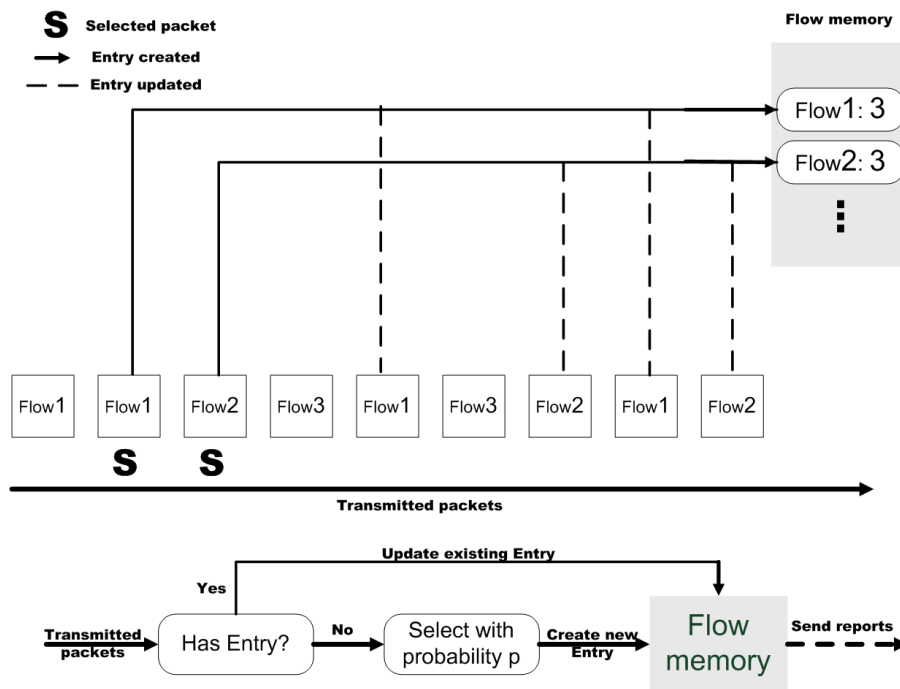 S Selected packet
Entry created
Entry updated
Flow memory
Flow1: 3
Flow2: 3
Flow1
Flow1
Flow2
Flow3
Flow1
Flow3
Flow2
Flow1
Flow2
S
S
Transmitted packets
Update existing Entry
Yes
Transmitted
packets
Has Entry?
No
Select with
probability p
Create new
Entry
Flow
memory
Send reports